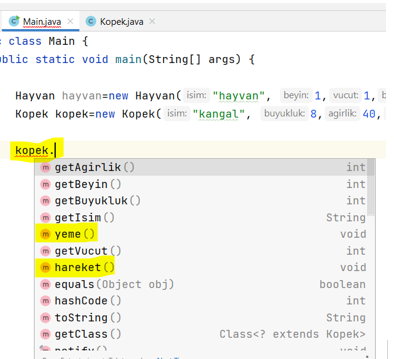 Main.java × Kopek.java ×
c class Main {
ublic static void main(String[] args) {
Hayvan hayvan=new Hayvan( isim: "hayvan", beyin: 1, vucut: 1,
Kopek kopek=new Kopek( isim: "kangal", buyukluk: 8, agirlik: 40,
kopek.
m getAgirlik() int
m getBeyin() int
m getBuyukluk() int
m getIsim() String
m yeme() void
m getVucut() int
m hareket() void
m equals(Object obj) boolean
m hashCode() int
m toString() String
m getClass() Class<? extends Kopek>
m notify() void